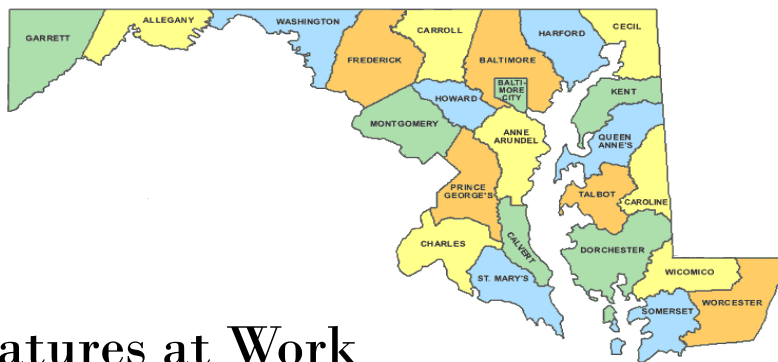 GARRETT
ALLEGANY
WASHINGTON
FREDERICK
CARROLL
BALTIMORE
HARFORD
CECIL
BALTI-
MORE
CITY
HOWARD
KENT
MONTGOMERY
ANNE
ARUNDEL
QUEEN
ANNE'S
PRINCE
GEORGE'S
TALBOT
CAROLINE
CHARLES
CALVERT
DORCHESTER
ST. MARY'S
WICOMICO
SOMERSET
WORCESTER
atures at Work